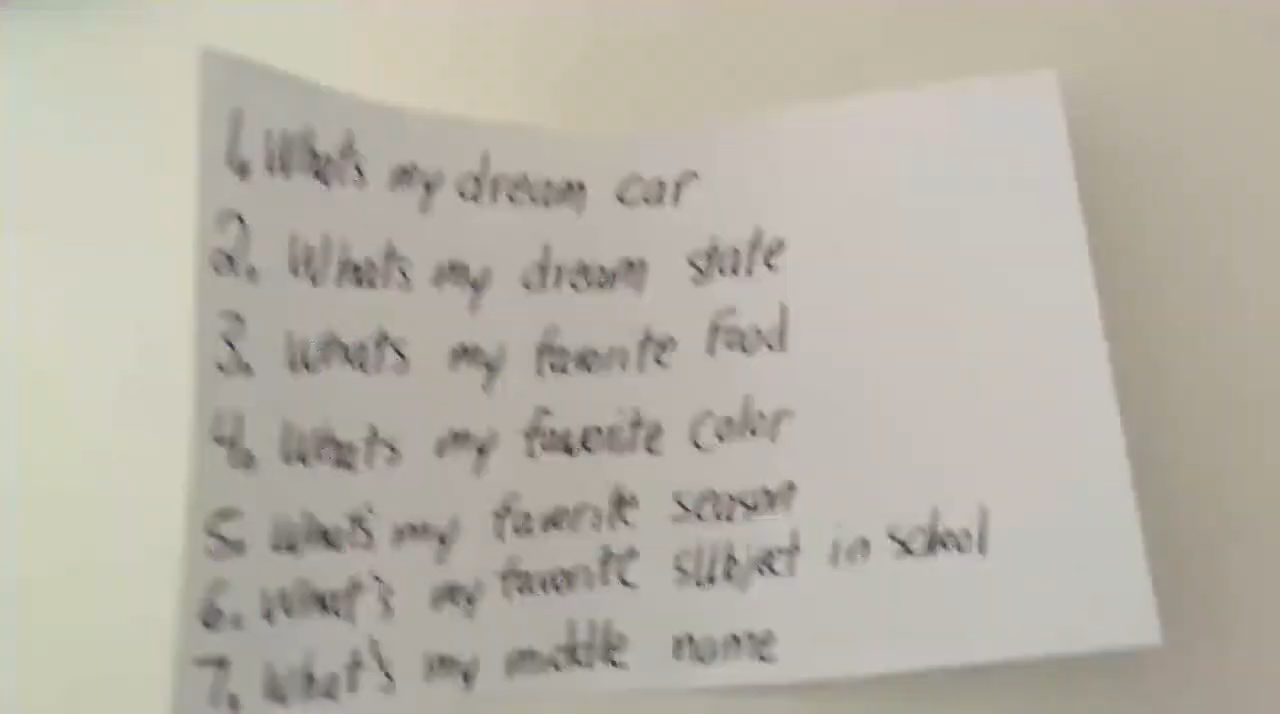 1. Whats my dream car
2. Whats my dream state
3. Whats my favorite food
4. Whats my favorite color
5. What's my favorite season
6. What's my favorite subject in school
7. What's my middle name